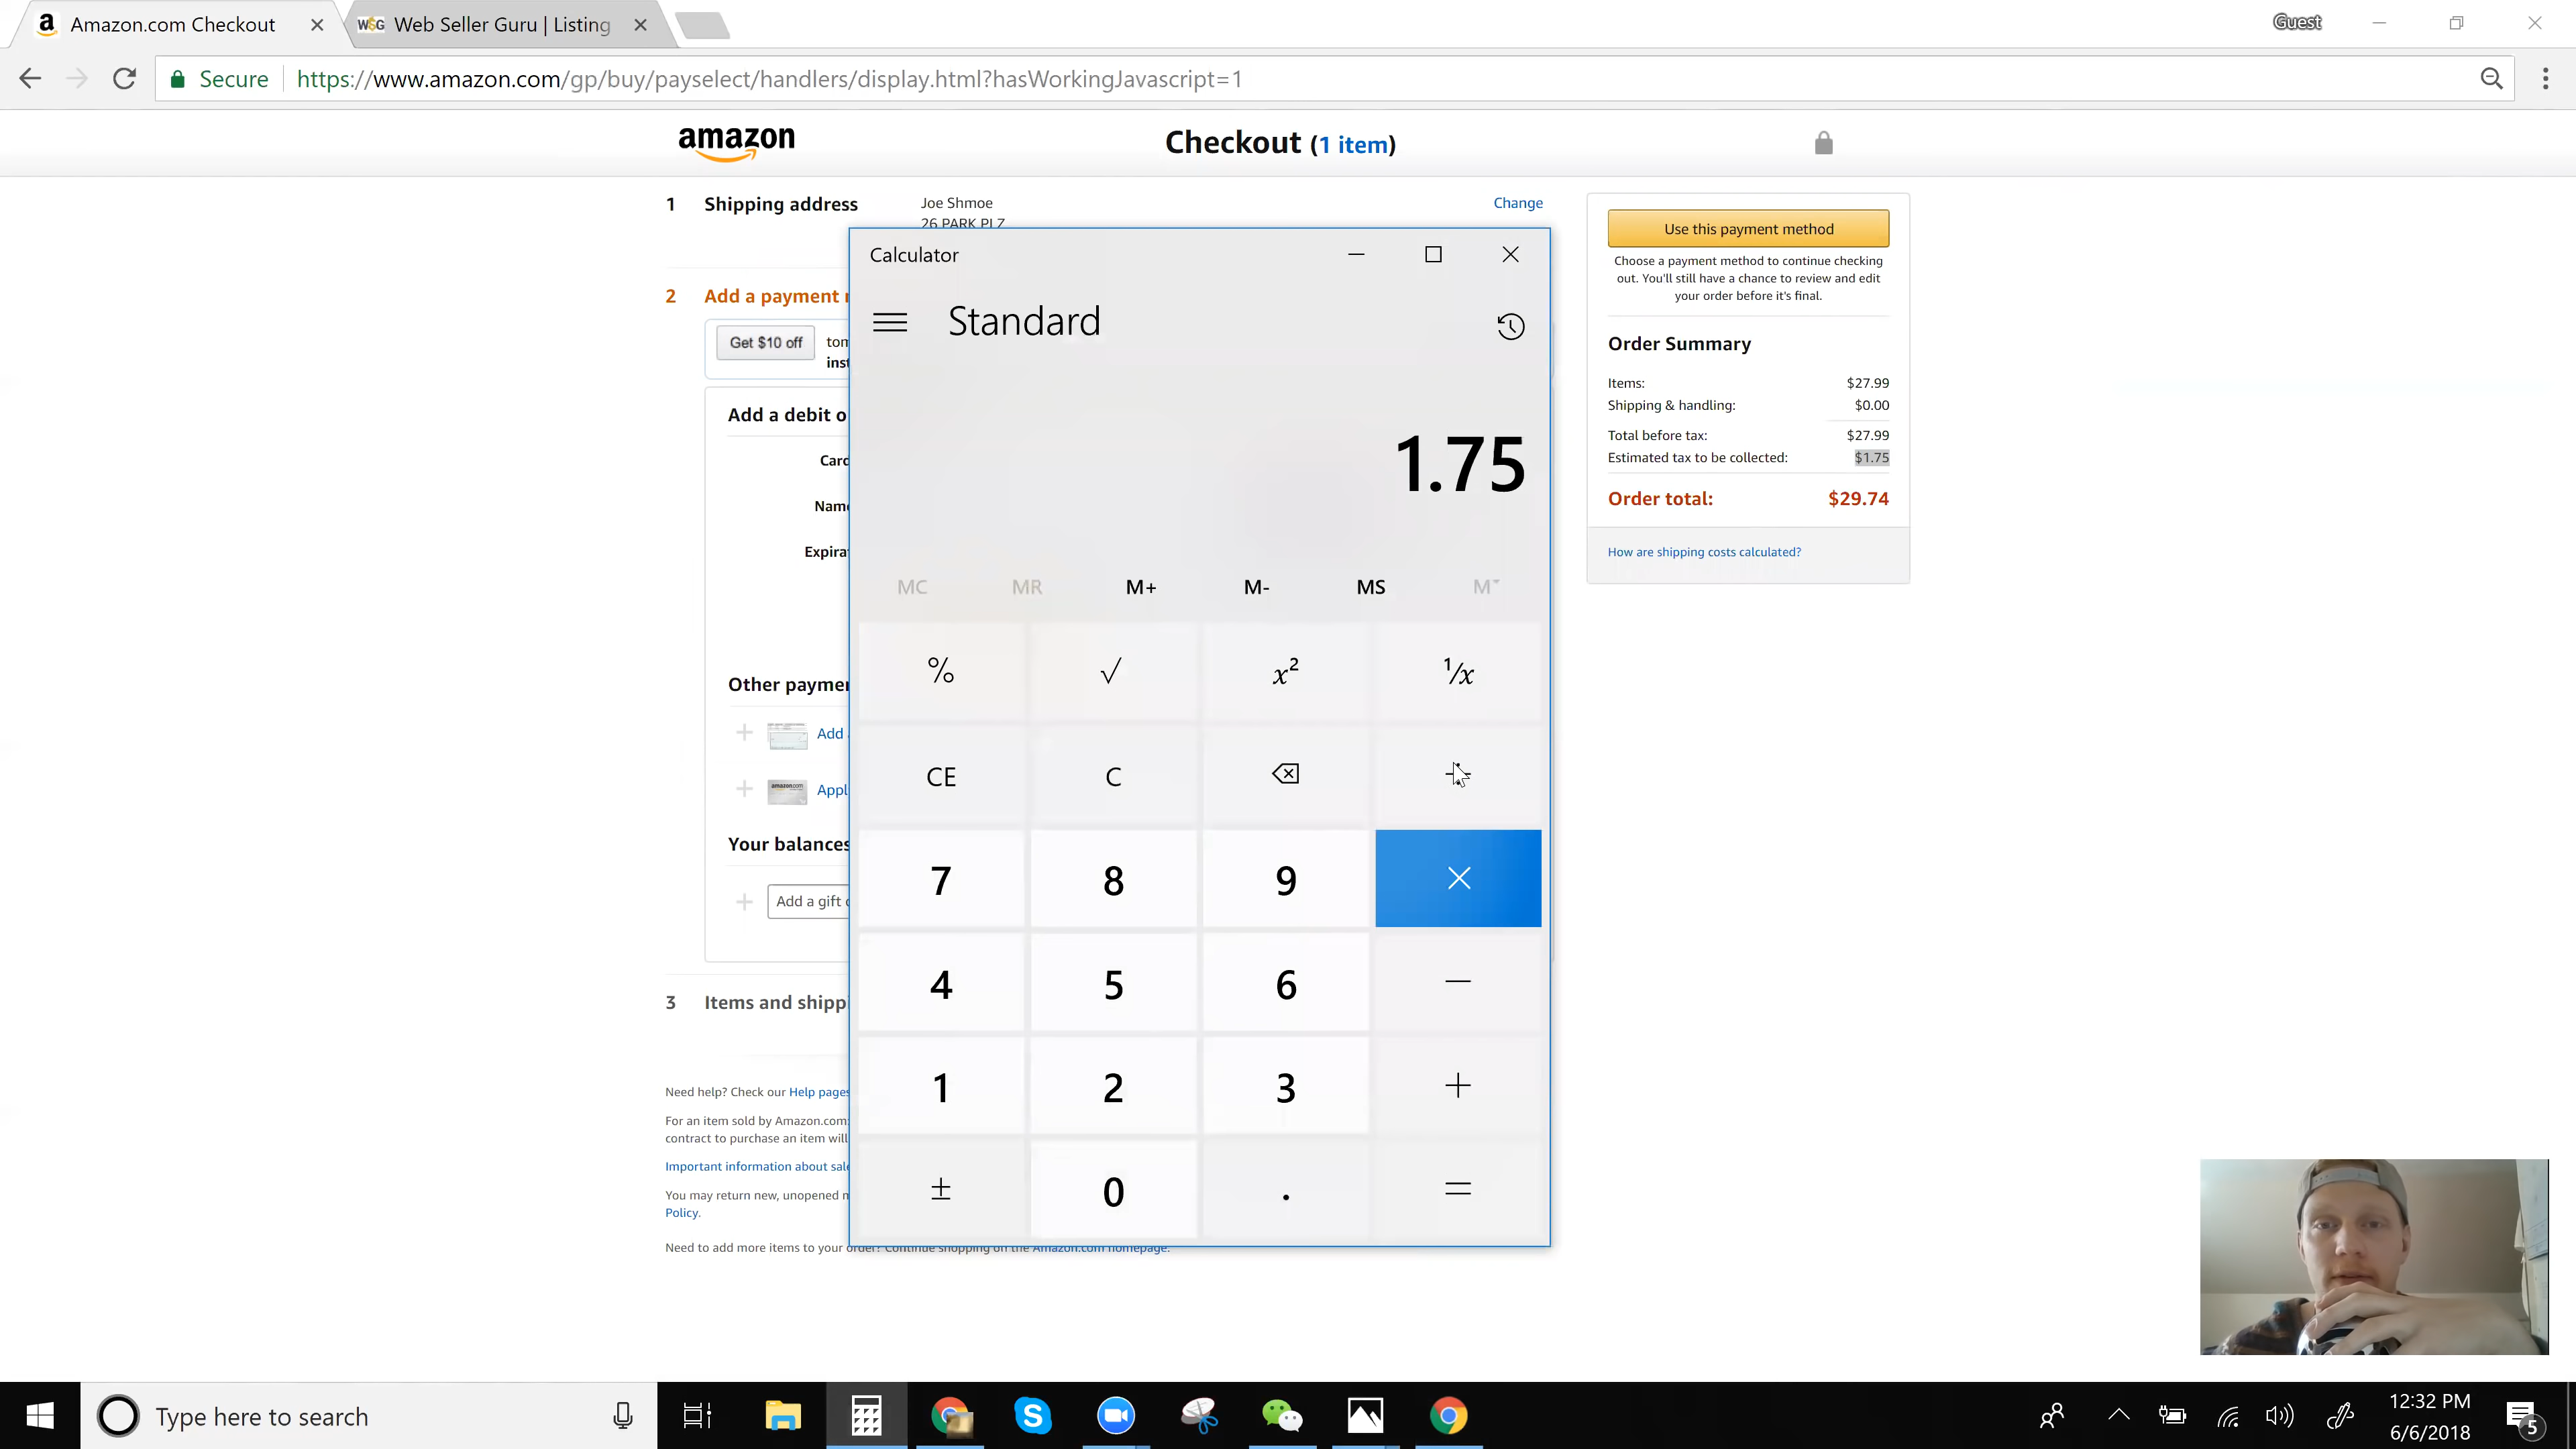 Amazon.com Checkout
W$G Web Seller Guru | Listing
Guest
Secure https://www.amazon.com/gp/buy/payselect/handlers/display.html?hasWorkingJavascript=1
amazon
Checkout (1 item)
1 Shipping address Joe Shmoe Change
26 PARK PLZ
2 Add a payment
Get $10 off
Add a debit o
Card
Name
Expira
Other payme
Add
Appl
Your balances
Add a gift c
3 Items and shipp
Need help? Check our Help pages
For an item sold by Amazon.com:
contract to purchase an item will
Important information about sale
You may return new, unopened
Policy.
Need to add more items to your order? Continue shopping on the Amazon.com homepage.
Calculator
Standard
1.75
MC MR M+ M- MS M
% √ x² ¹/x
CE C ÷
7 8 9 ×
4 5 6 −
1 2 3 +
± 0 . =
Use this payment method
Choose a payment method to continue checking
out. You'll still have a chance to review and edit
your order before it's final.
Order Summary
Items: $27.99
Shipping & handling: $0.00
Total before tax: $27.99
Estimated tax to be collected: $1.75
Order total: $29.74
How are shipping costs calculated?
Type here to search
12:32 PM
6/6/2018
5